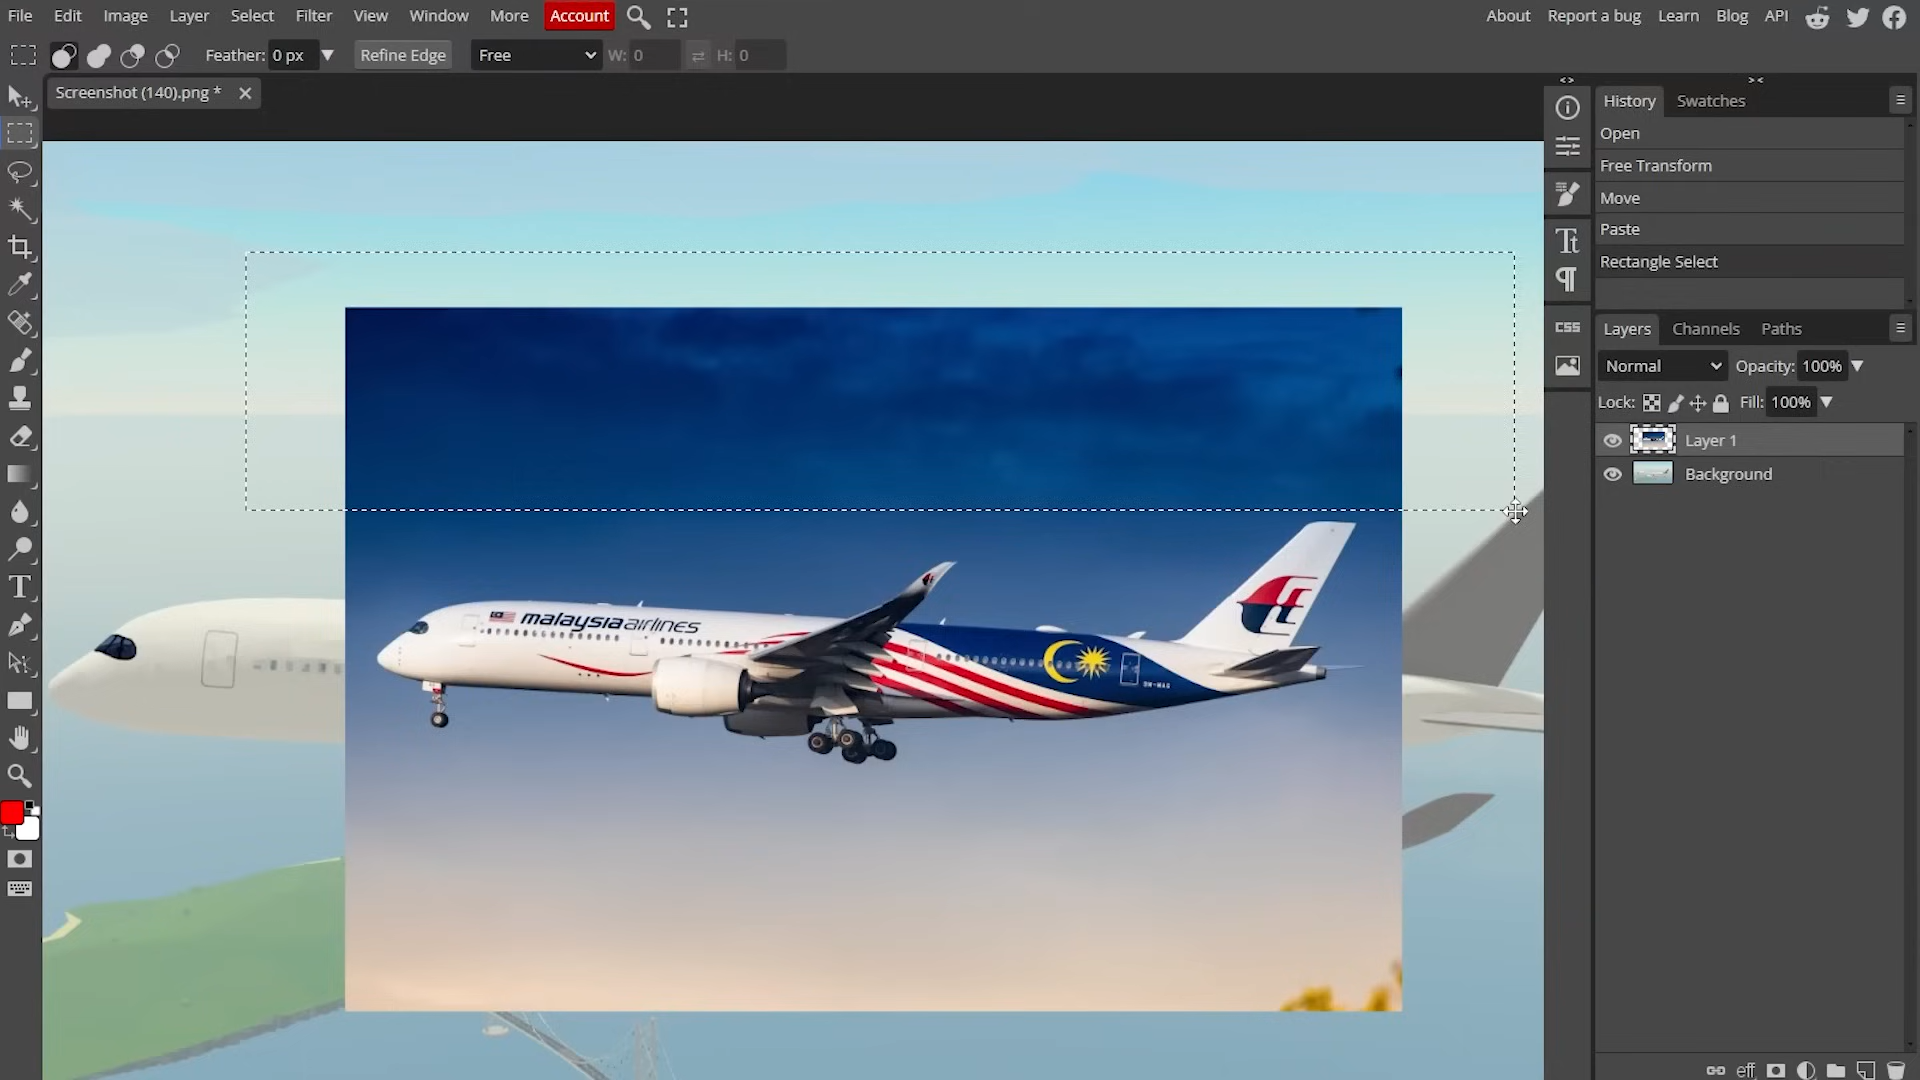 File Edit Image Layer Select Filter View Window More Account About Report a bug Learn Blog API
Feather: 0 px Refine Edge Free W: 0 H: 0
Screenshot (140).png *
History Swatches
Open
Free Transform
Move
Paste
Rectangle Select
Layers Channels Paths
Normal Opacity: 100%
Lock: Fill: 100%
Layer 1
Background
CSS
malaysia airlines
eff